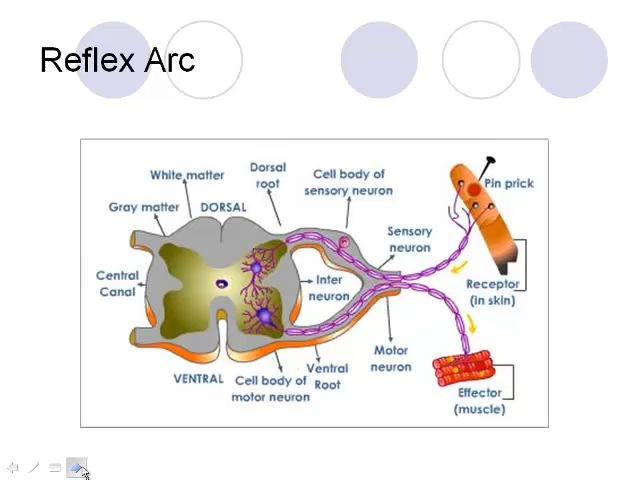 Reflex Arc
White matter
Dorsal
root
Cell body of
sensory neuron
Pin prick
Gray matter
DORSAL
Sensory
neuron
Central
Canal
Inter
neuron
Receptor
(in skin)
Motor
neuron
VENTRAL
Cell body of
motor neuron
Ventral
Root
Effector
(muscle)